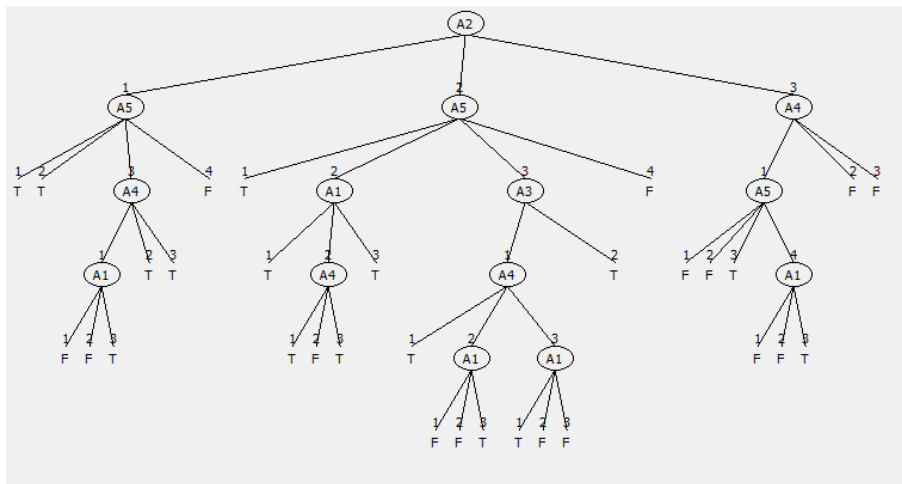 A2
1 2 3
A5 A5 A4
1 2 3 4 1 2 3 4 1 2 3
T T A4 F T A1 A3 F A5 F F
1 2 3 1 2 3 1 2 1 2 3 4
A1 T T T A4 T A4 T F F T A1
1 2 3 1 2 3 1 2 3 1 2 3
F F T T F T T A1 A1 F F T
1 2 3 1 2 3
F F T T F F